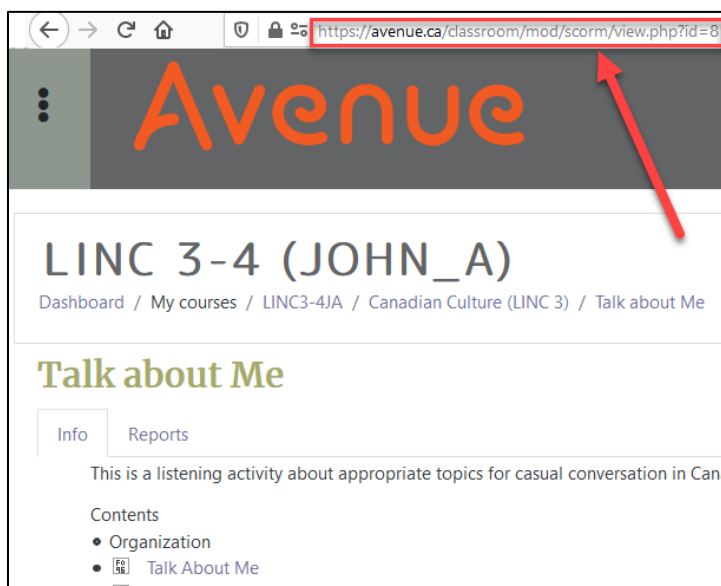 https://avenue.ca/classroom/mod/scorm/view.php?id=8
Avenue
LINC 3-4 (JOHN_A)
Dashboard / My courses / LINC3-4JA / Canadian Culture (LINC 3) / Talk about Me
Talk about Me
Info Reports
This is a listening activity about appropriate topics for casual conversation in Can
Contents
Organization
Talk About Me